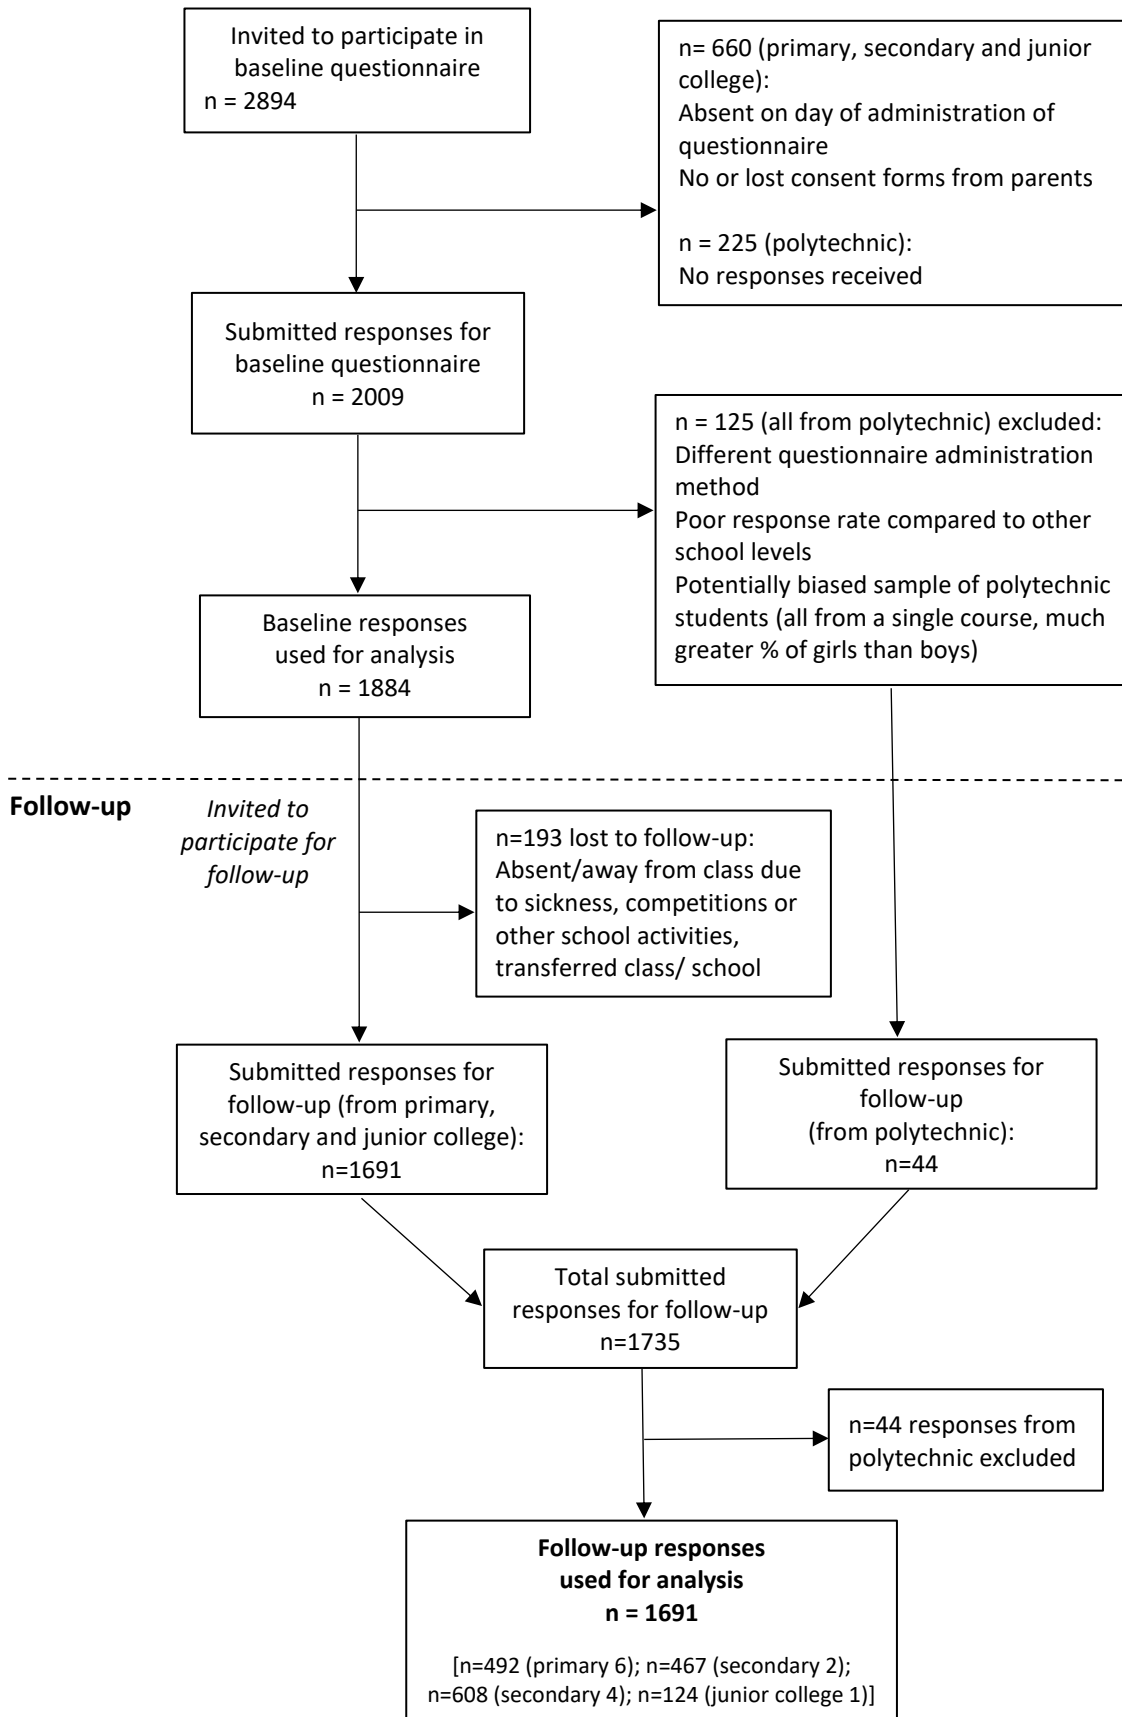 Invited to participate in
baseline questionnaire
n = 2894
n= 660 (primary, secondary and junior
college):
Absent on day of administration of
questionnaire
No or lost consent forms from parents
n = 225 (polytechnic):
No responses received
Submitted responses for
baseline questionnaire
n = 2009
n = 125 (all from polytechnic) excluded:
Different questionnaire administration
method
Poor response rate compared to other
school levels
Potentially biased sample of polytechnic
students (all from a single course, much
greater % of girls than boys)
Baseline responses
used for analysis
n = 1884
Follow-up
Invited to
participate for
follow-up
n=193 lost to follow-up:
Absent/away from class due
to sickness, competitions or
other school activities,
transferred class/ school
Submitted responses for
follow-up (from primary,
secondary and junior college):
n=1691
Submitted responses for
follow-up
(from polytechnic):
n=44
Total submitted
responses for follow-up
n=1735
n=44 responses from
polytechnic excluded
Follow-up responses
used for analysis
n = 1691
[n=492 (primary 6); n=467 (secondary 2);
n=608 (secondary 4); n=124 (junior college 1)]